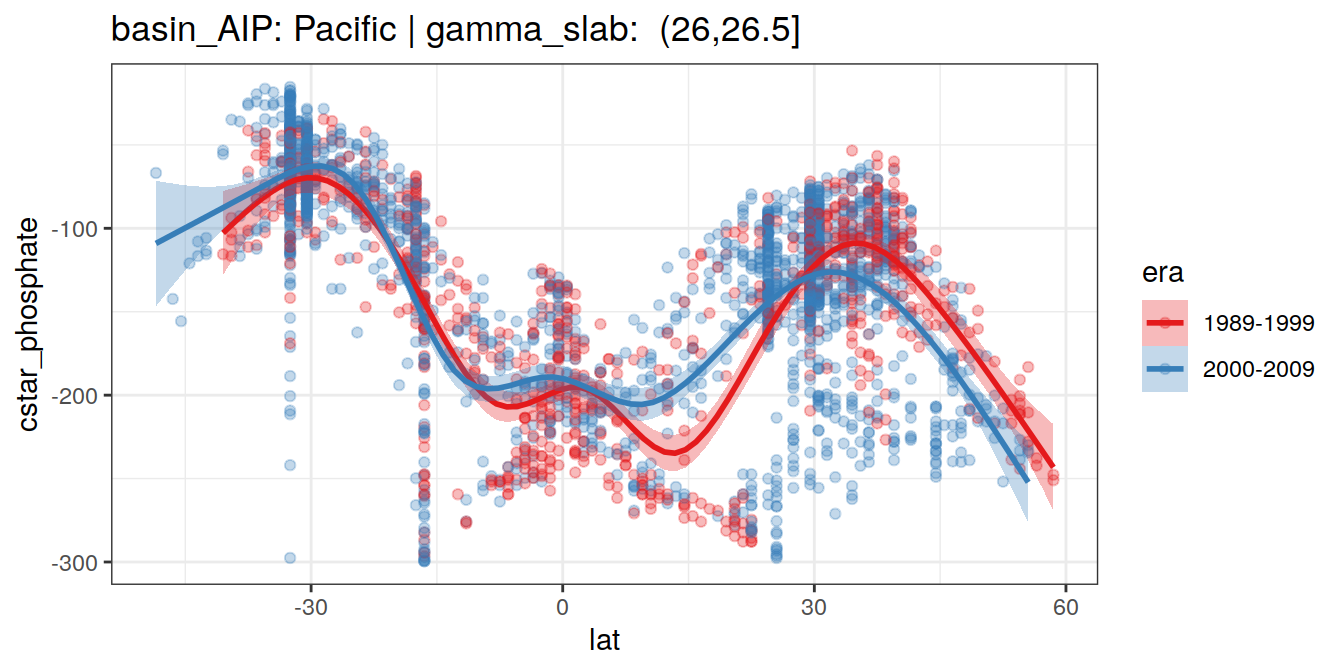 basin_AIP: Pacific | gamma_slab:  (26,26.5]
cstar_phosphate
-100
-200
-300
-30
0
30
60
lat
era
1989-1999
2000-2009